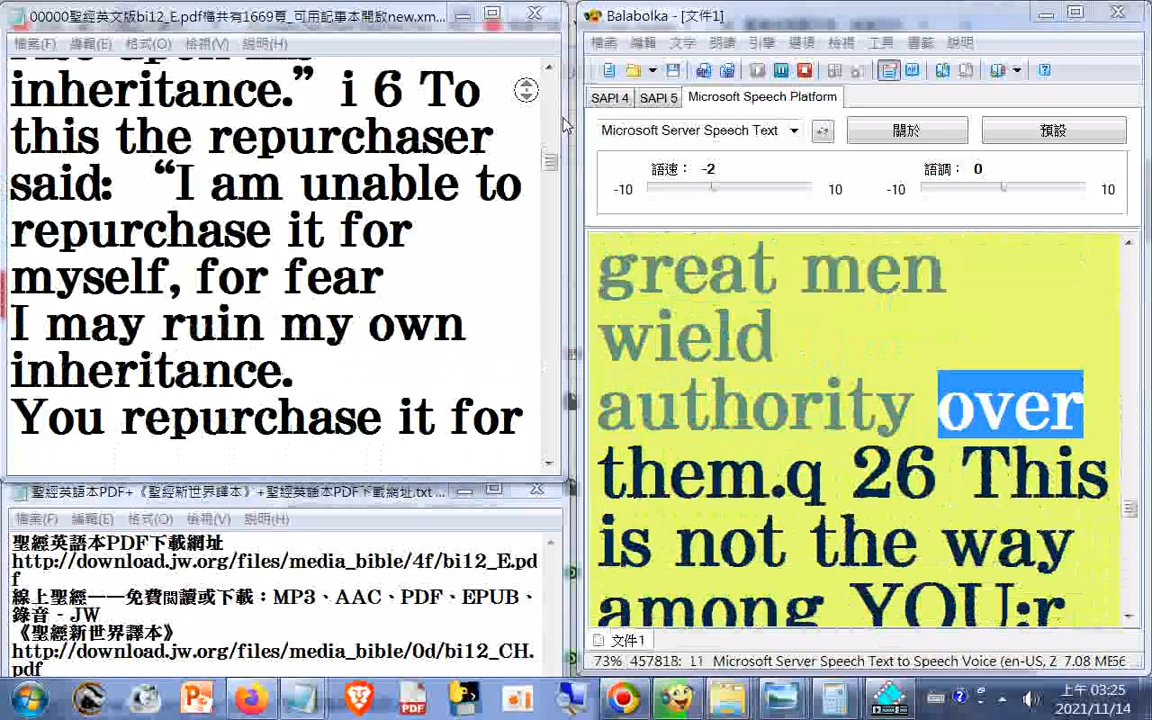 00000聖經英文版bi12_E.pdf檔共有1669頁_可用記事本開啟new.xm...
檔案(F) 編輯(E) 格式(O) 檢視(V) 說明(H)
inheritance.” i 6 To
this the repurchaser
said: “I am unable to
repurchase it for
myself, for fear
I may ruin my own
inheritance.
You repurchase it for
聖經英語本PDF+《聖經新世界譯本》+聖經英語本PDF下載網址.txt ...
檔案(F) 編輯(E) 格式(O) 檢視(V) 說明(H)
聖經英語本PDF下載網址
http://download.jw.org/files/media_bible/4f/bi12_E.pd
f
線上聖經——免費閱讀或下載：MP3、AAC、PDF、EPUB、
錄音 - JW
《聖經新世界譯本》
http://download.jw.org/files/media_bible/0d/bi12_CH.
pdf
Balabolka - [文件1]
檔案 編輯 文字 朗讀 引擎 選項 檢視 工具 書籤 說明
SAPI 4 SAPI 5 Microsoft Speech Platform
Microsoft Server Speech Text
關於 預設
語速： -2 語調： 0
-10 10 -10 10
great men
wield
authority over
them.q 26 This
is not the way
among YOU;r
文件1
73% 457818: 11 Microsoft Server Speech Text to Speech Voice (en-US, Z 7.08 ME56
上午 03:25
2021/11/14